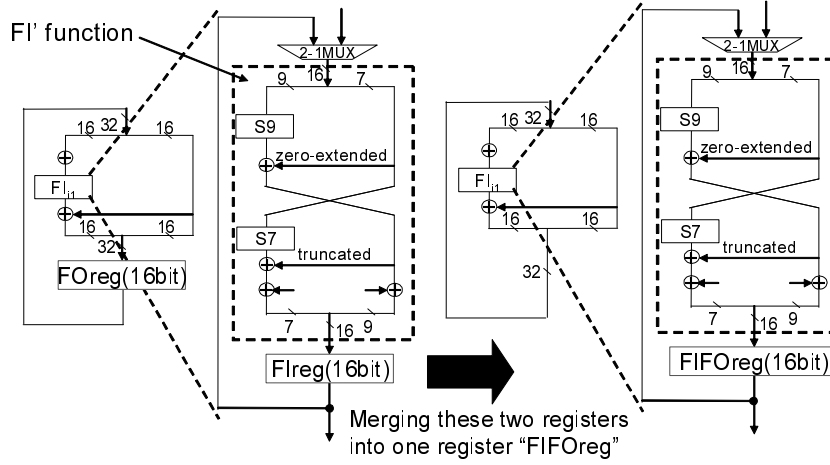 FI' function
2-1MUX
16
9
7
S9
zero-extended
S7
truncated
7
16
9
FIreg(16bit)
16
32
16
FIi1
16
32
16
FOreg(16bit)
Merging these two registers
into one register "FIFOreg"
2-1MUX
16
9
7
S9
zero-extended
S7
truncated
7
16
9
FIFOreg(16bit)
16
32
16
FIi1
16
16
32